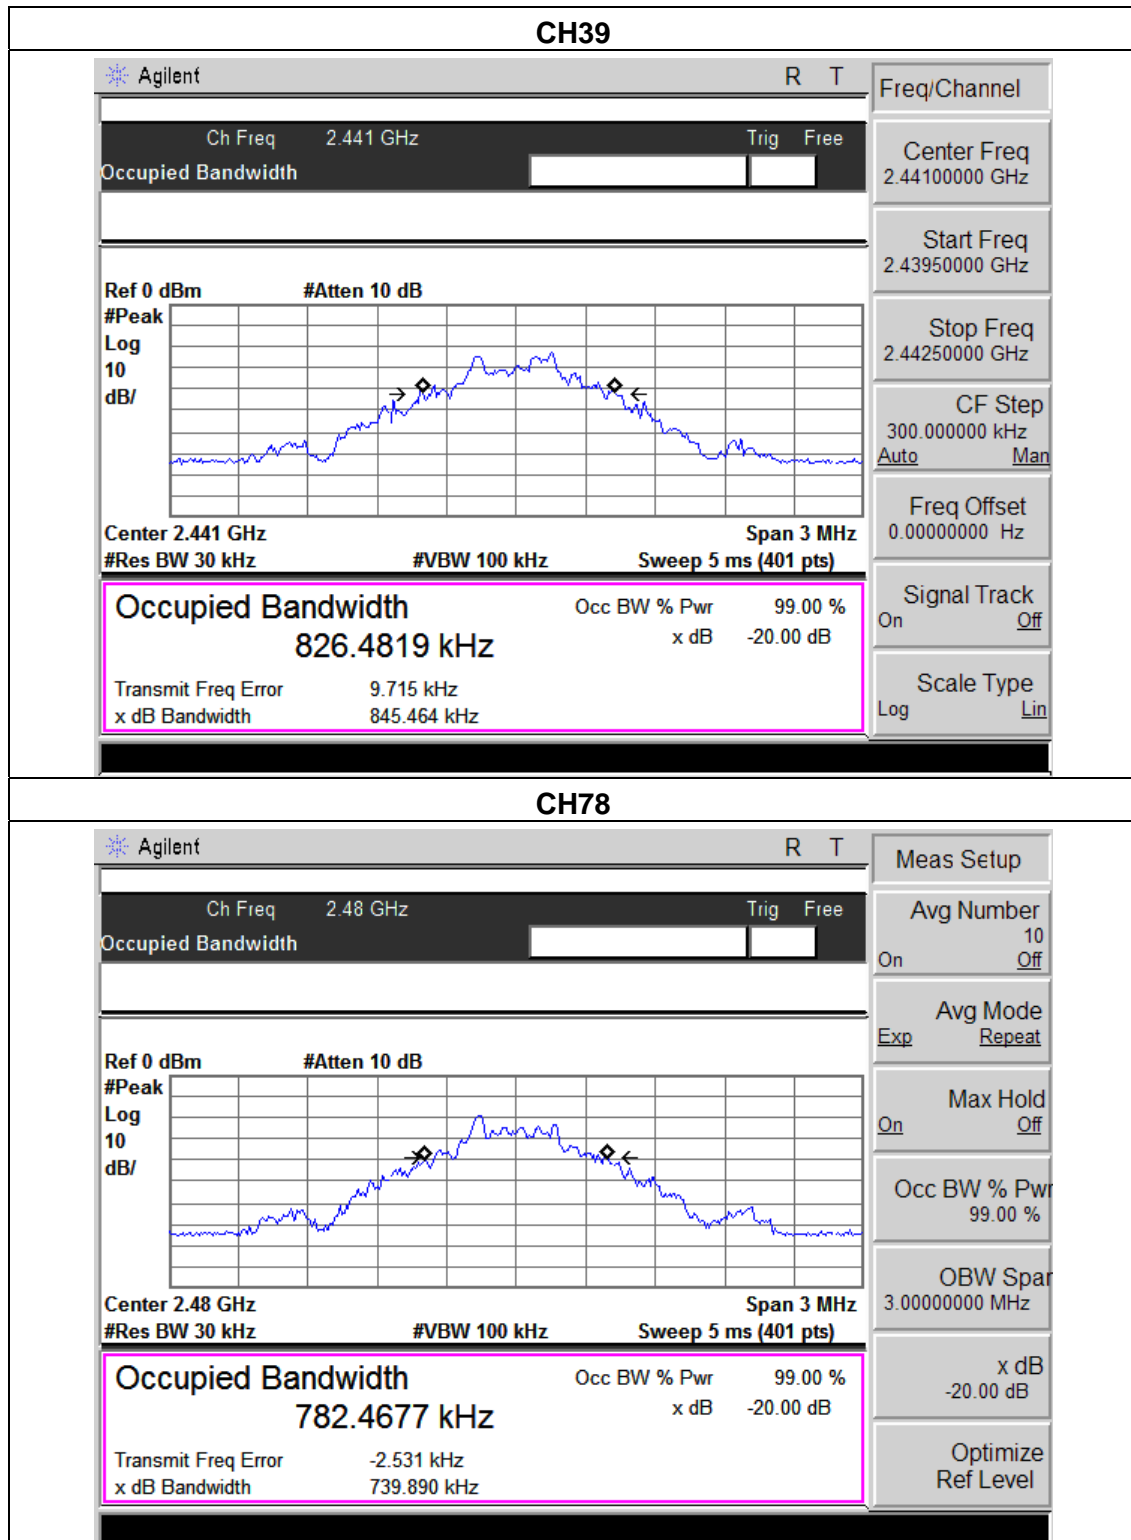 CH39
Agilent R T
Ch Freq 2.441 GHz Trig Free
Occupied Bandwidth
Ref 0 dBm #Atten 10 dB
#Peak
Log
10
dB/
Center 2.441 GHz Span 3 MHz
#Res BW 30 kHz #VBW 100 kHz Sweep 5 ms (401 pts)
Occupied Bandwidth Occ BW % Pwr 99.00 %
826.4819 kHz x dB -20.00 dB
Transmit Freq Error 9.715 kHz
x dB Bandwidth 845.464 kHz
Freq/Channel
Center Freq
2.44100000 GHz
Start Freq
2.43950000 GHz
Stop Freq
2.44250000 GHz
CF Step
300.000000 kHz
Auto Man
Freq Offset
0.00000000 Hz
Signal Track
On Off
Scale Type
Log Lin
CH78
Agilent R T
Ch Freq 2.48 GHz Trig Free
Occupied Bandwidth
Ref 0 dBm #Atten 10 dB
#Peak
Log
10
dB/
Center 2.48 GHz Span 3 MHz
#Res BW 30 kHz #VBW 100 kHz Sweep 5 ms (401 pts)
Occupied Bandwidth Occ BW % Pwr 99.00 %
782.4677 kHz x dB -20.00 dB
Transmit Freq Error -2.531 kHz
x dB Bandwidth 739.890 kHz
Meas Setup
Avg Number
10
On Off
Avg Mode
Exp Repeat
Max Hold
On Off
Occ BW % Pwr
99.00 %
OBW Span
3.00000000 MHz
x dB
-20.00 dB
Optimize
Ref Level